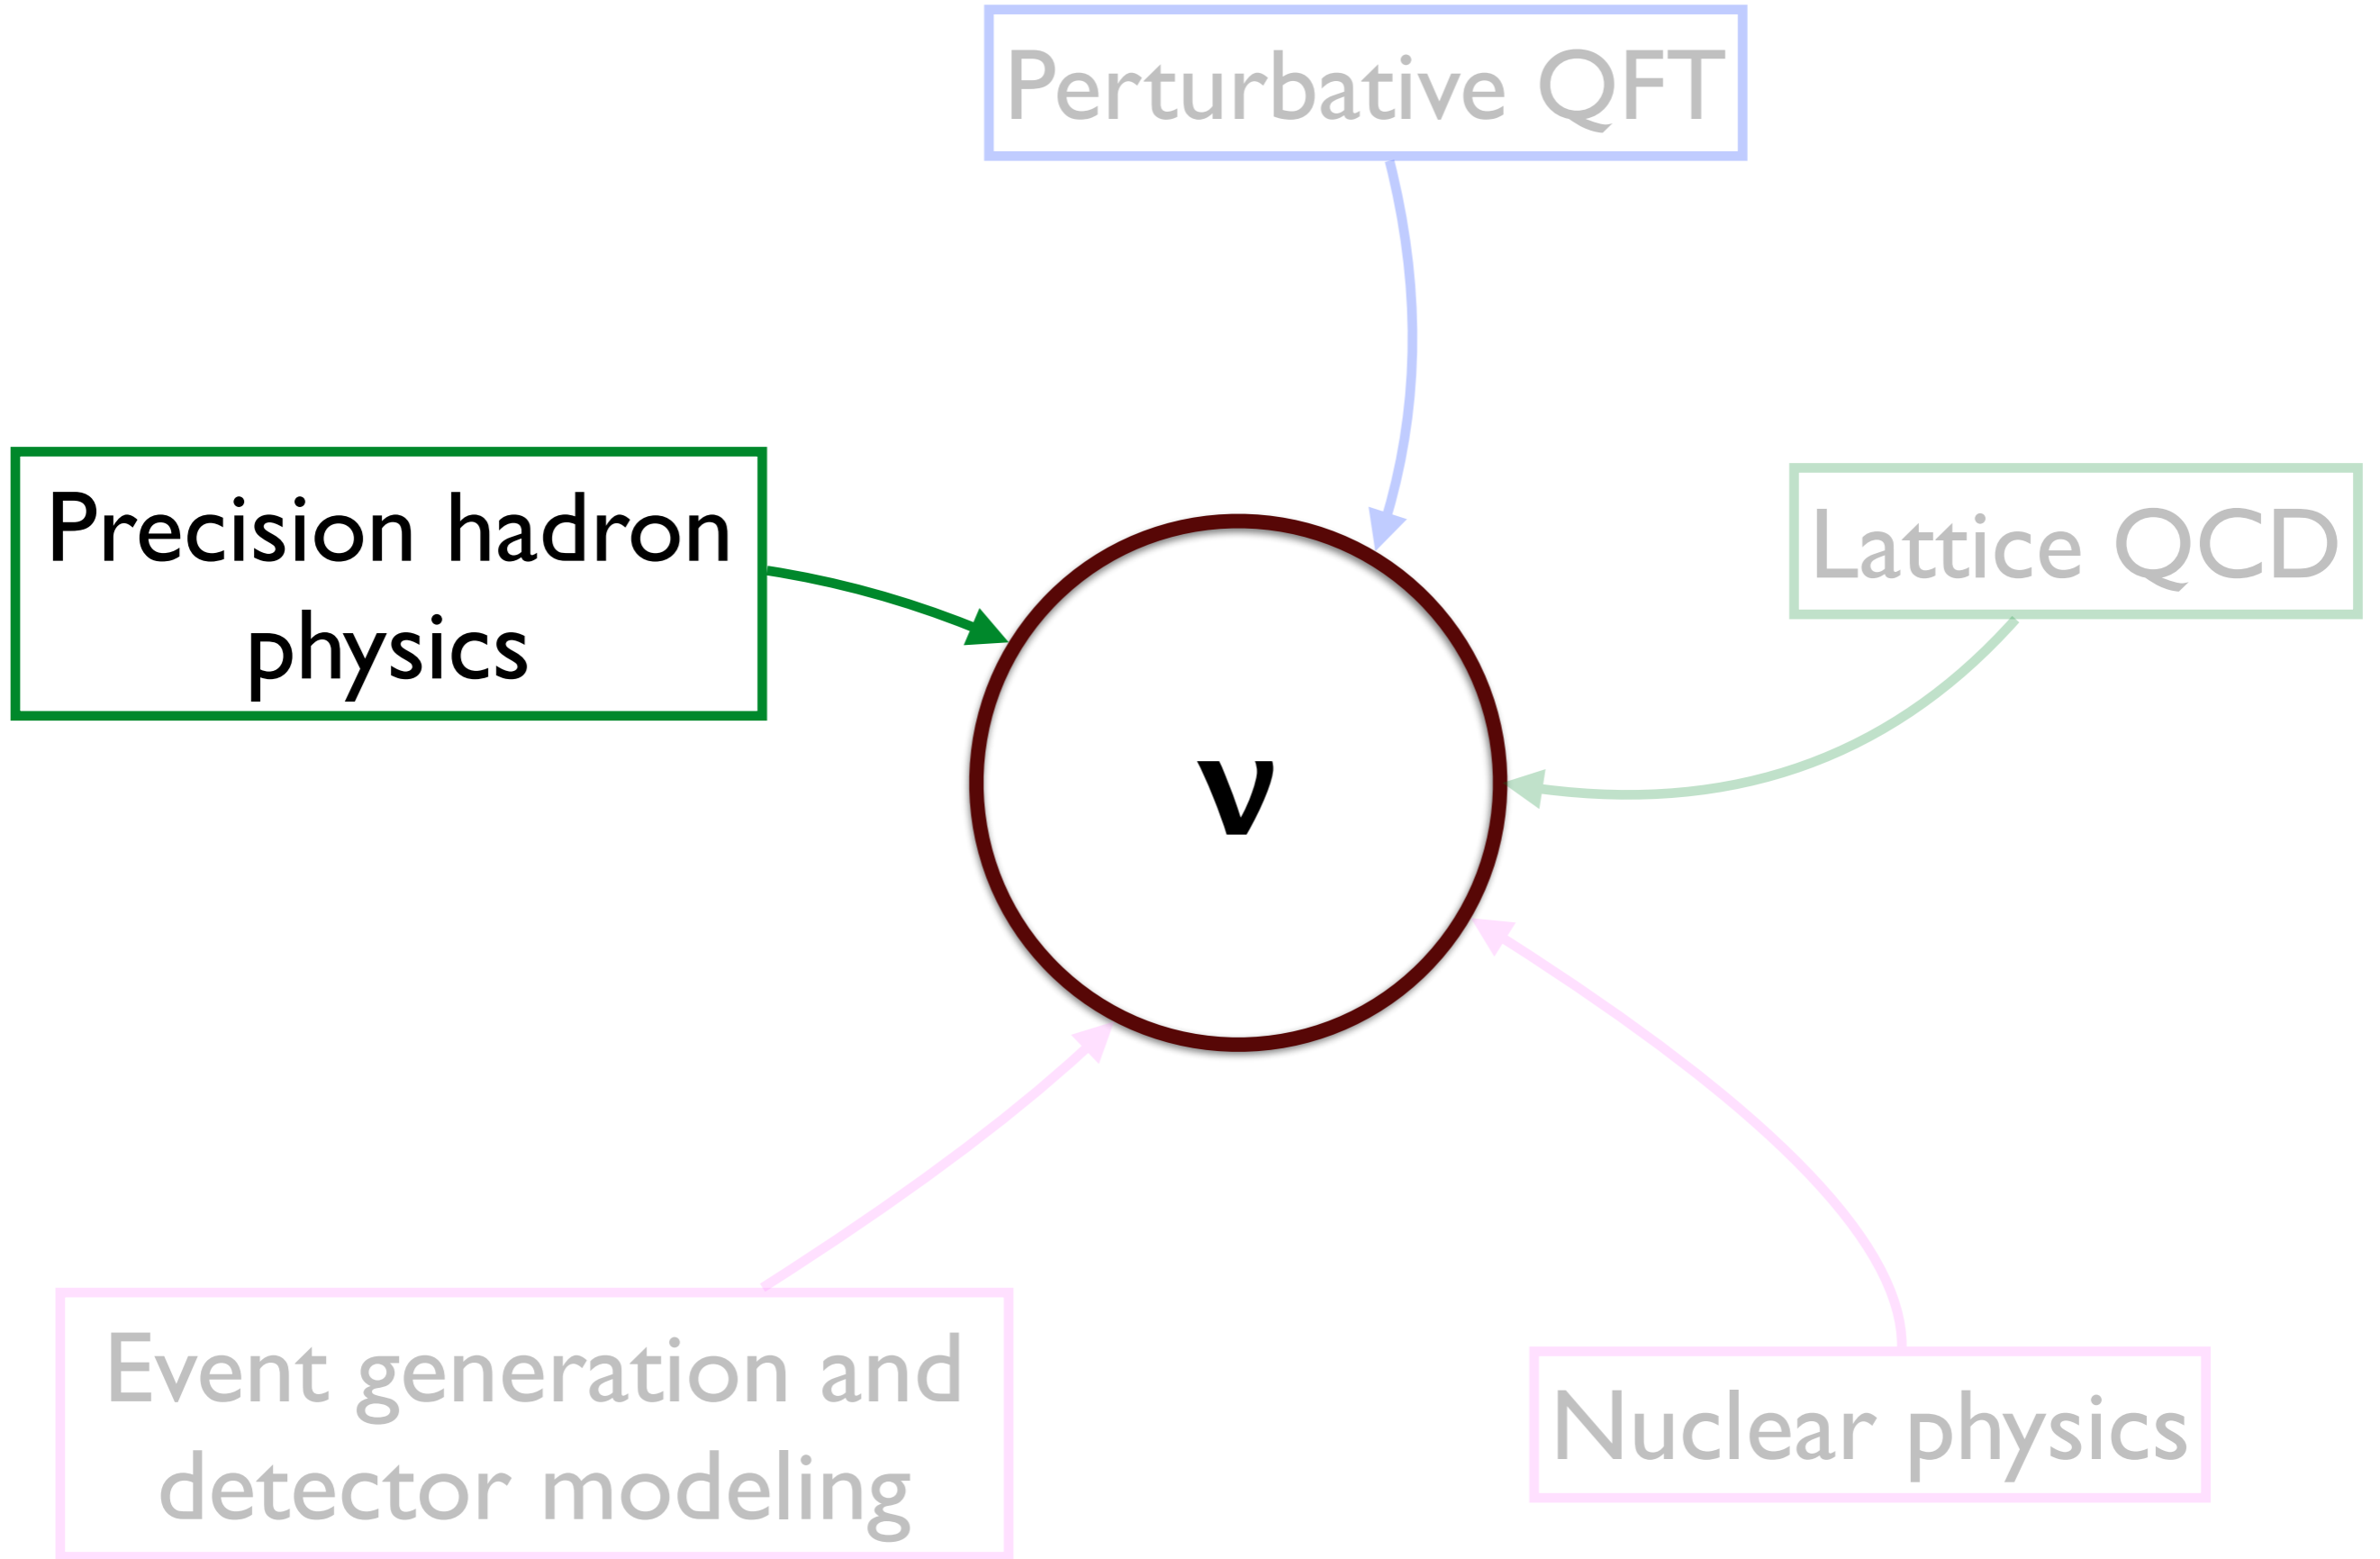 Perturbative QFT
Precision hadron
physics
Lattice QCD
ν
Event generation and
detector modeling
Nuclear physics